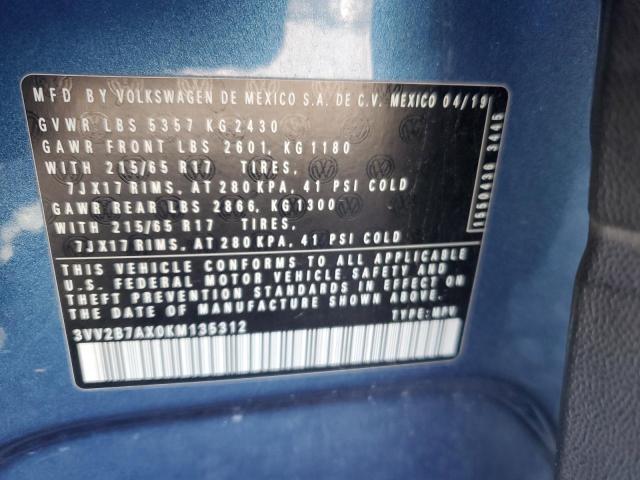 MFD BY VOLKSWAGEN DE MEXICO S.A. DE C.V. MEXICO 04/19
GVWR LBS 5357 KG 2430
GAWR FRONT LBS 2601, KG 1180
WITH 215/65 R17 TIRES,
7JX17 RIMS, AT 280 KPA, 41 PSI COLD
GAWR REAR LBS 2866, KG 1300
WITH 215/65 R17 TIRES,
7JX17 RIMS, AT 280 KPA, 41 PSI COLD
THIS VEHICLE CONFORMS TO ALL APPLICABLE
U.S. FEDERAL MOTOR VEHICLE SAFETY AND
THEFT PREVENTION STANDARDS IN EFFECT ON
THE DATE OF MANUFACTURE SHOWN ABOVE.
3VV2B7AX0KM135312 TYPE: MPV
1550436 3445